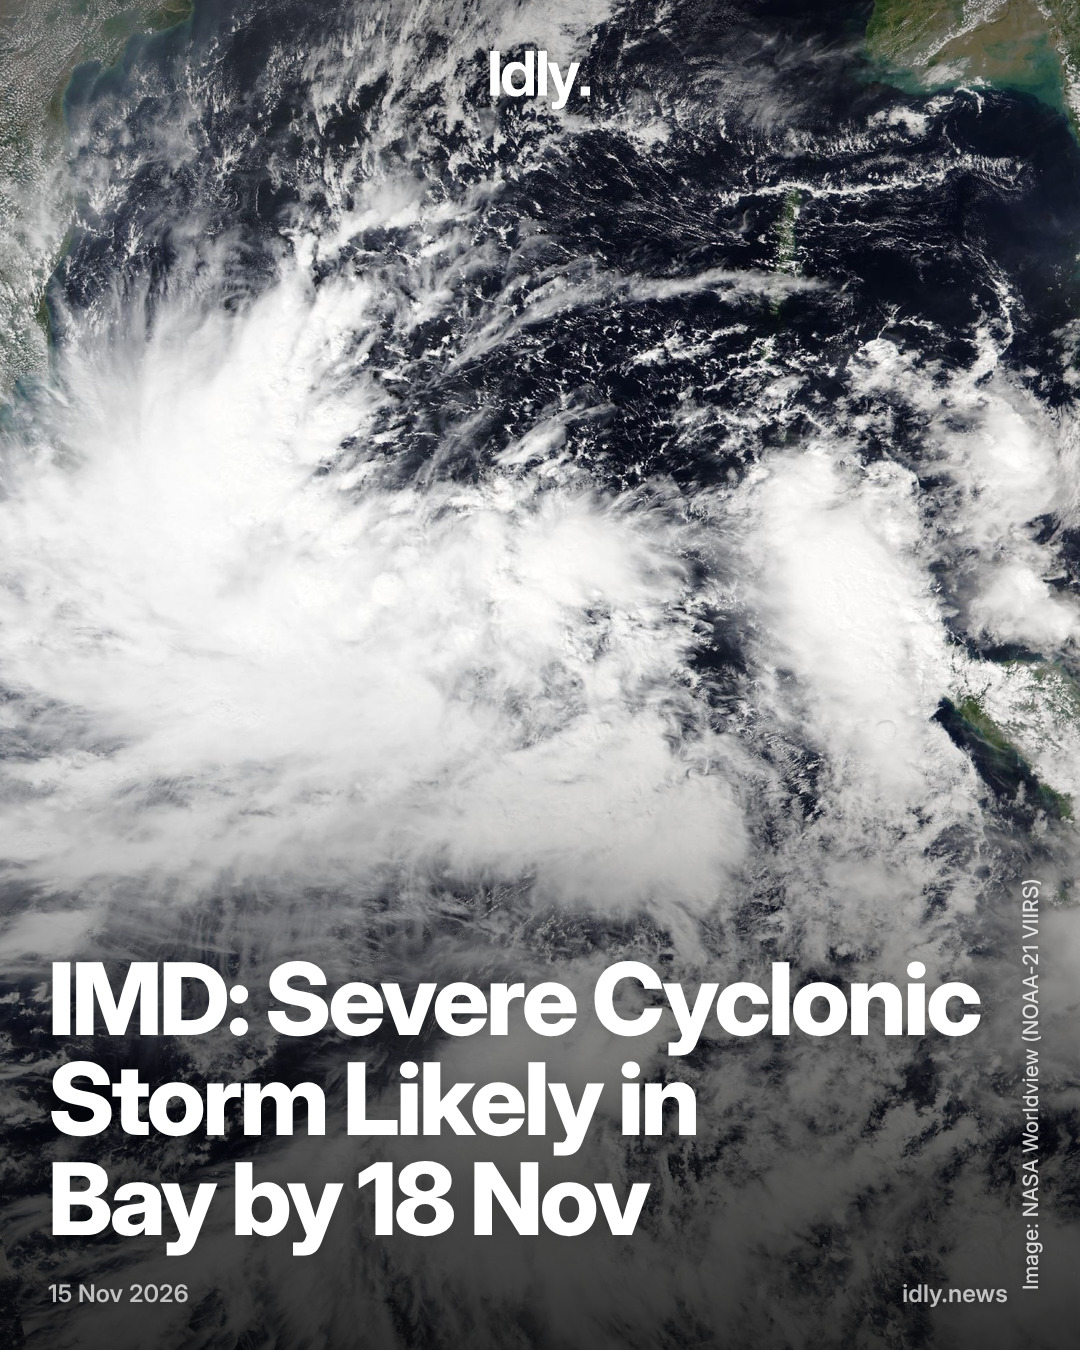 Idly.
IMD: Severe Cyclonic
Storm Likely in
Bay by 18 Nov
15 Nov 2026
idly.news
Image: NASA Worldview (NOAA-21 VIIRS)